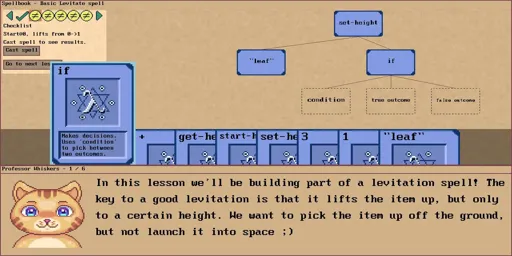 Spellbook - Basic Levitate spell
Checklist
Start@0, lifts from 0->1
Cast spell to see results.
Cast spell
Go to next les
set-height
"leaf"
if
condition
true outcome
false outcome
if
Makes decisions.
Uses 'condition'
to pick between
two outcomes.
+
get-he
start-h
set-he
3
1
"leaf"
Professor Whiskers - 1 / 6
In this lesson we'll be building part of a levitation spell! The
key to a good levitation is that it lifts the item up, but only
to a certain height. We want to pick the item up off the ground,
but not launch it into space ;)